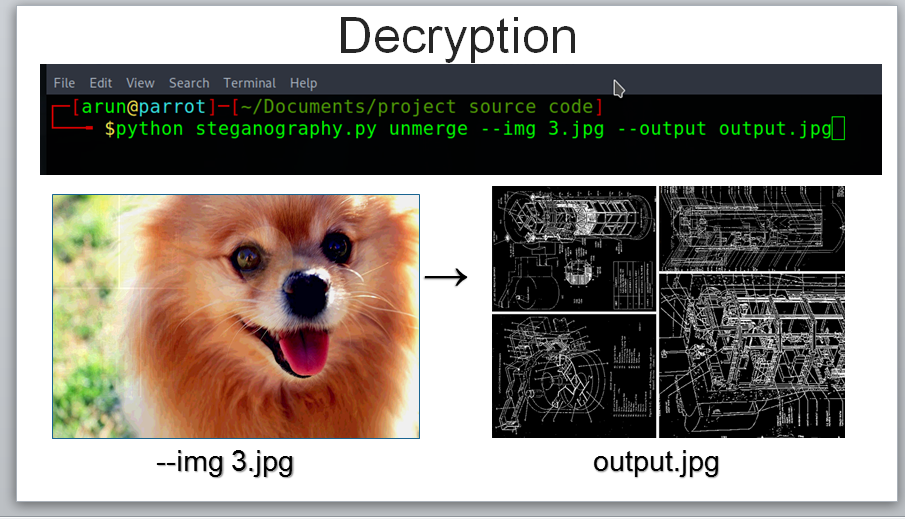 Decryption
File Edit View Search Terminal Help
┌─[arun@parrot]─[~/Documents/project source code]
└──╼ $python steganography.py unmerge --img 3.jpg --output output.jpg
--img 3.jpg
output.jpg